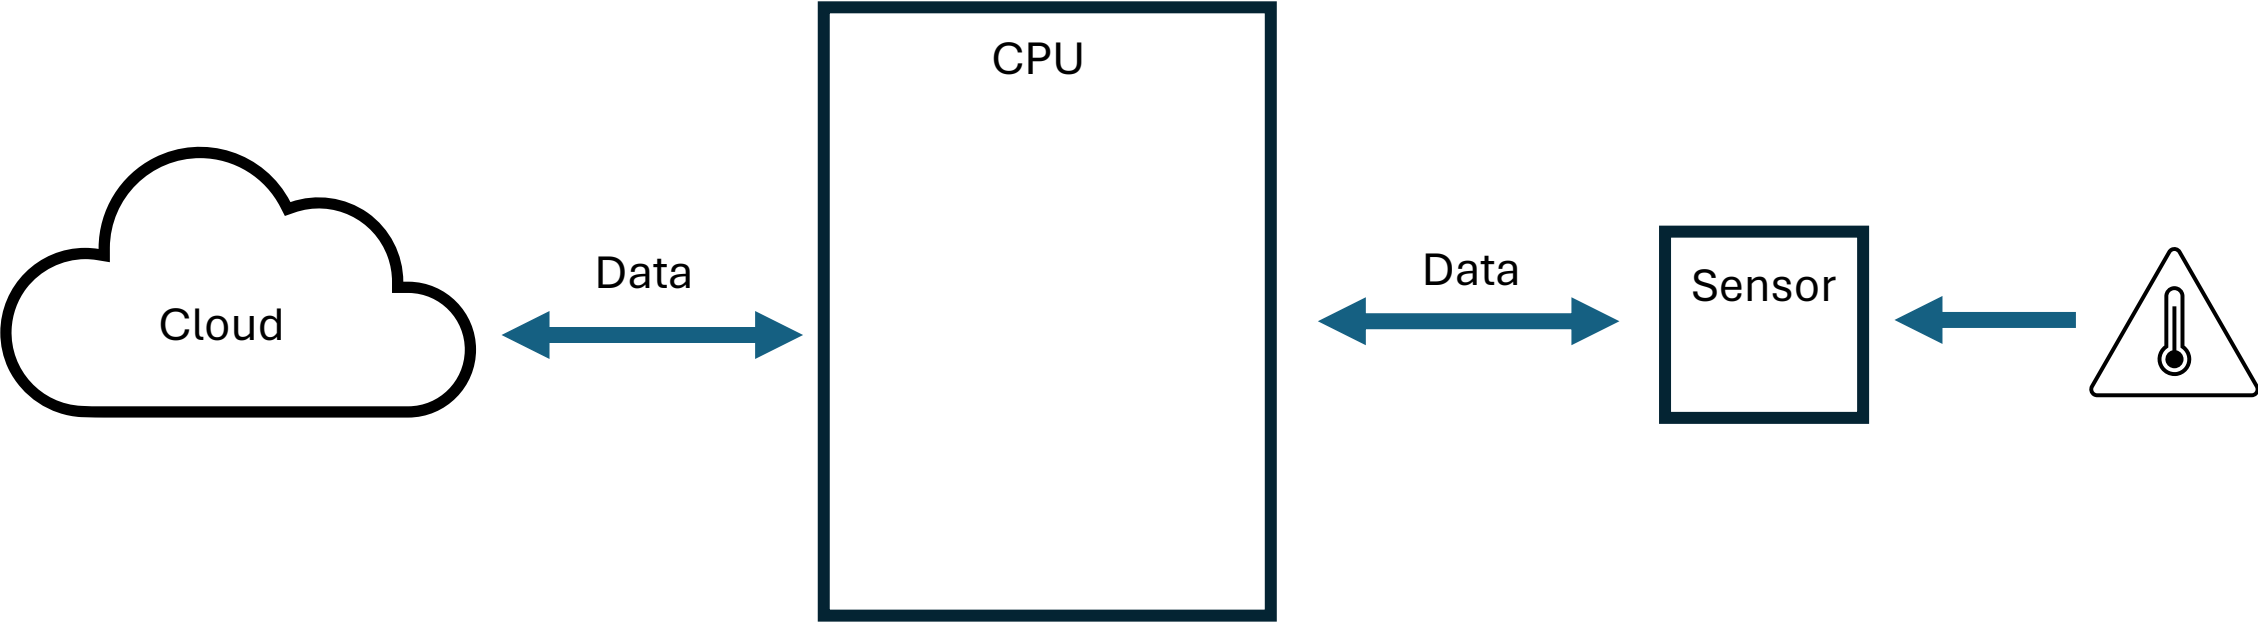 CPU
Cloud
Data
Data
Sensor